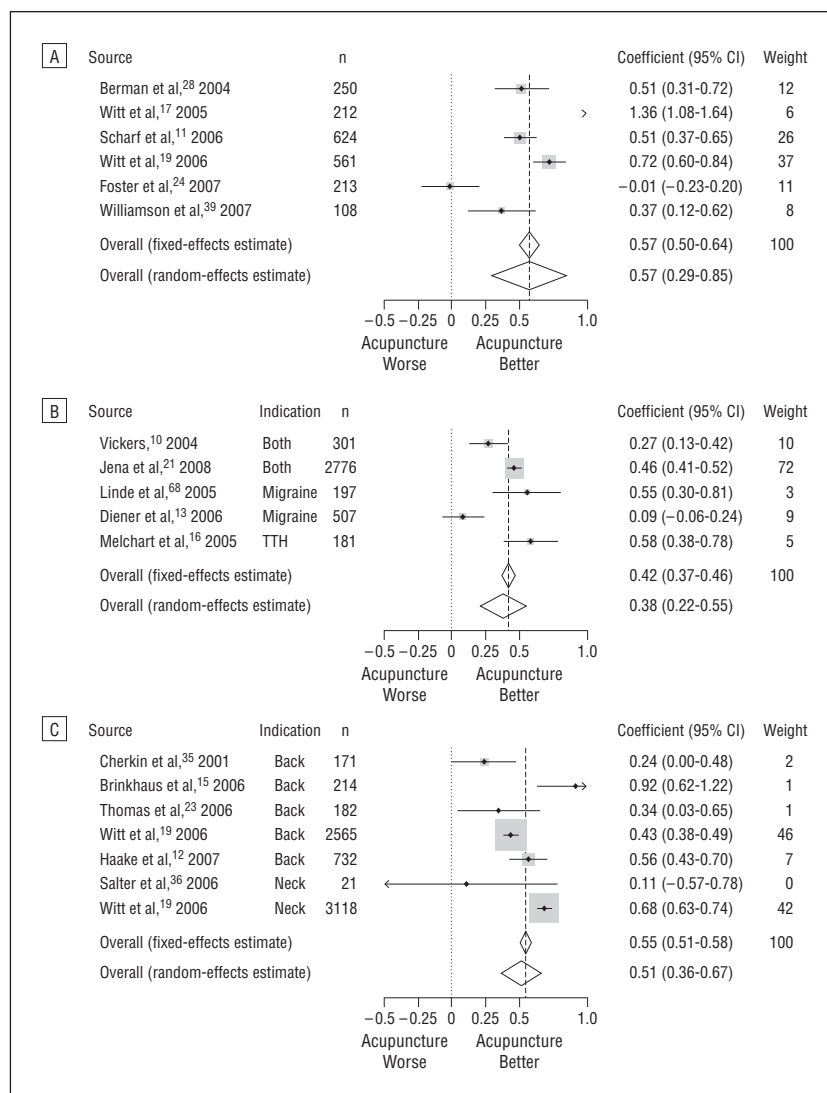 A Source n Coefficient (95% CI) Weight
Berman et al,28 2004 250 0.51 (0.31-0.72) 12
Witt et al,17 2005 212 1.36 (1.08-1.64) 6
Scharf et al,11 2006 624 0.51 (0.37-0.65) 26
Witt et al,19 2006 561 0.72 (0.60-0.84) 37
Foster et al,24 2007 213 −0.01 (−0.23-0.20) 11
Williamson et al,39 2007 108 0.37 (0.12-0.62) 8
Overall (fixed-effects estimate) 0.57 (0.50-0.64) 100
Overall (random-effects estimate) 0.57 (0.29-0.85)
−0.5 −0.25 0 0.25 0.5 1.0
Acupuncture Acupuncture
Worse Better
B Source Indication n Coefficient (95% CI) Weight
Vickers,10 2004 Both 301 0.27 (0.13-0.42) 10
Jena et al,21 2008 Both 2776 0.46 (0.41-0.52) 72
Linde et al,68 2005 Migraine 197 0.55 (0.30-0.81) 3
Diener et al,13 2006 Migraine 507 0.09 (−0.06-0.24) 9
Melchart et al,16 2005 TTH 181 0.58 (0.38-0.78) 5
Overall (fixed-effects estimate) 0.42 (0.37-0.46) 100
Overall (random-effects estimate) 0.38 (0.22-0.55)
−0.5 −0.25 0 0.25 0.5 1.0
Acupuncture Acupuncture
Worse Better
C Source Indication n Coefficient (95% CI) Weight
Cherkin et al,35 2001 Back 171 0.24 (0.00-0.48) 2
Brinkhaus et al,15 2006 Back 214 0.92 (0.62-1.22) 1
Thomas et al,23 2006 Back 182 0.34 (0.03-0.65) 1
Witt et al,19 2006 Back 2565 0.43 (0.38-0.49) 46
Haake et al,12 2007 Back 732 0.56 (0.43-0.70) 7
Salter et al,36 2006 Neck 21 0.11 (−0.57-0.78) 0
Witt et al,19 2006 Neck 3118 0.68 (0.63-0.74) 42
Overall (fixed-effects estimate) 0.55 (0.51-0.58) 100
Overall (random-effects estimate) 0.51 (0.36-0.67)
−0.5 −0.25 0 0.25 0.5 1.0
Acupuncture Acupuncture
Worse Better